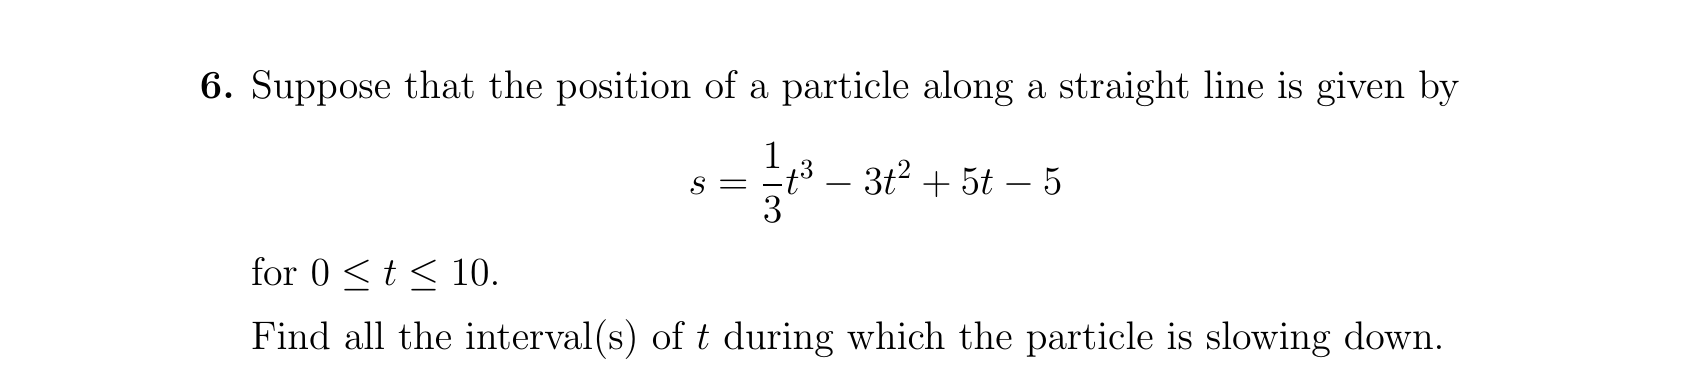 6. Suppose that the position of a particle along a straight line is given by
s = \frac{1}{3}t^3 − 3t^2 + 5t − 5
for 0 ≤ t ≤ 10.
Find all the interval(s) of t during which the particle is slowing down.